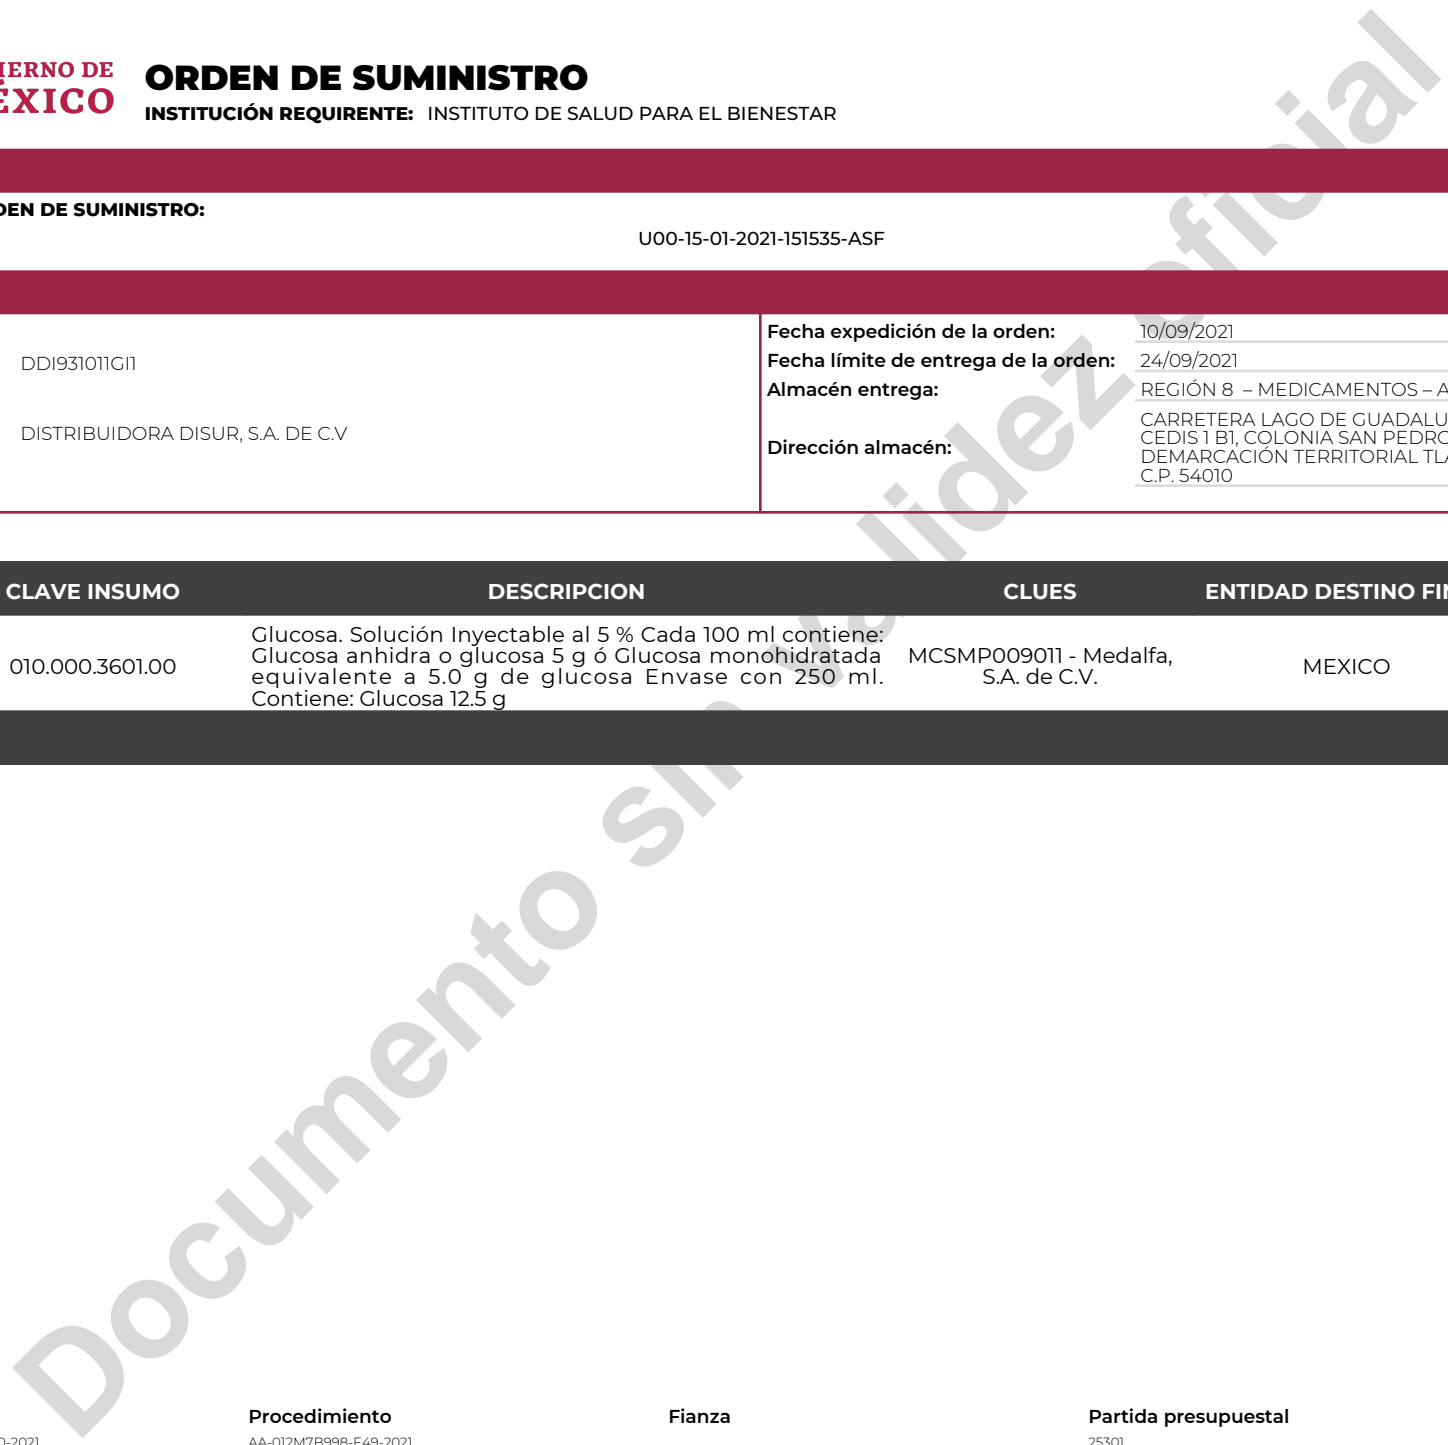 ORDEN DE SUMINISTRO
INSTITUCIÓN REQUIRENTE: INSTITUTO DE SALUD PARA EL BIENESTAR
DE
DE SUMINISTRO:
U00-15-01-2021-151535-ASF
DDI931011GI1
DISTRIBUIDORA DISUR, S.A. DE C.V
Fecha expedición de la orden: 10/09/2021
Fecha límite de entrega de la orden: 24/09/2021
Almacén entrega: REGIÓN 8 – MEDICAMENTOS –
Dirección almacén:
CARRETERA LAGO DE
CEDIS 1 B1, COLONIA SAN PEDRO
DEMARCACIÓN TERRITORIAL
C.P. 54010
CLAVE INSUMO DESCRIPCION CLUES ENTIDAD DESTINO
010.000.3601.00
Glucosa. Solución Inyectable al 5 % Cada 100 ml contiene:
Glucosa anhidra o glucosa 5 g ó Glucosa monohidratada
equivalente a 5.0 g de glucosa Envase con 250 ml.
Contiene: Glucosa 12.5 g
MCSMP009011 - Medalfa,
S.A. de C.V.
MEXICO
Documento sin validez oficial
Procedimiento Fianza Partida presupuestal
AA-012M7B998-E49-2021 25301